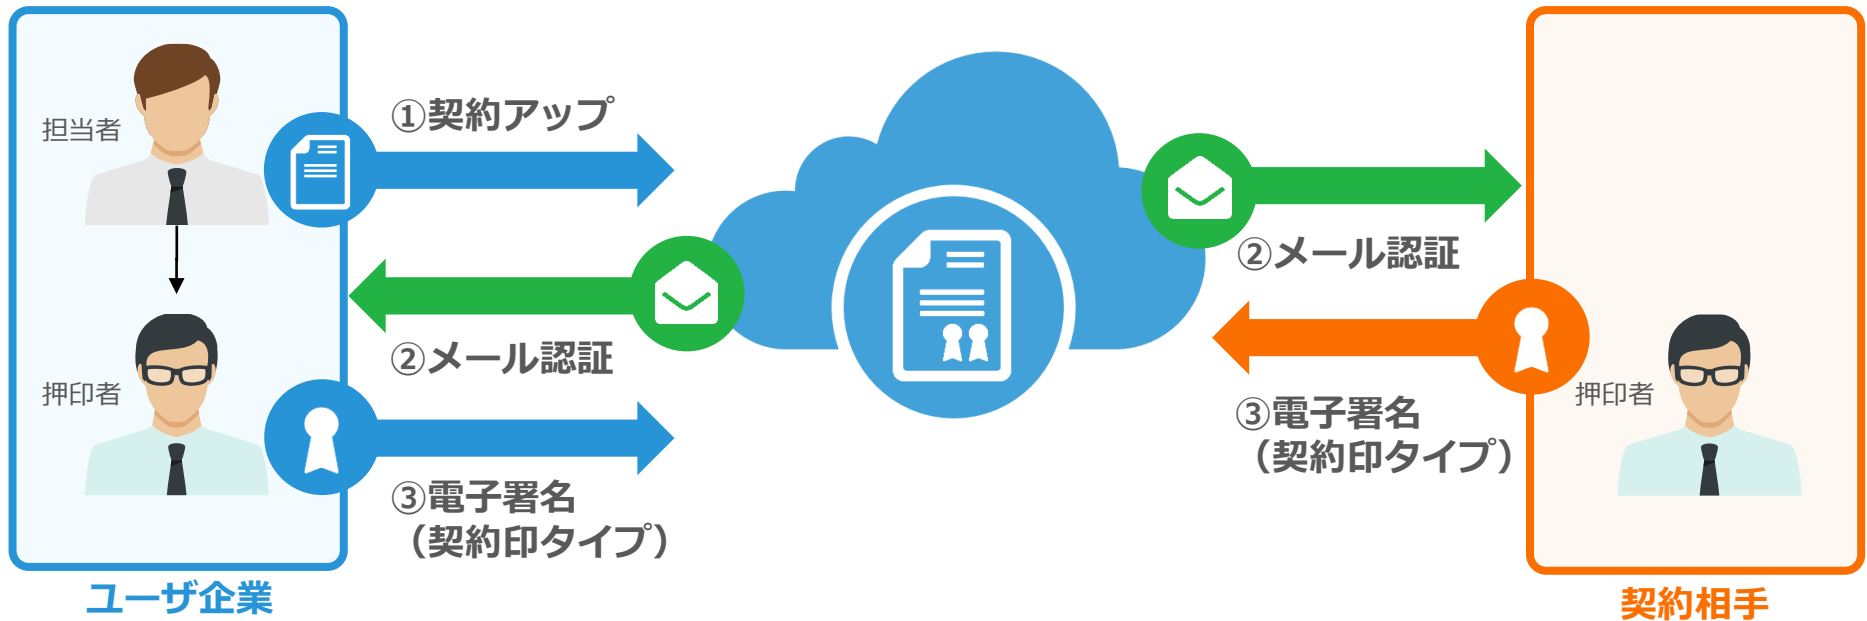 担当者
①契約アップ
②メール認証
押印者
③電子署名
（契約印タイプ）
ユーザ企業
②メール認証
③電子署名
（契約印タイプ）
押印者
契約相手